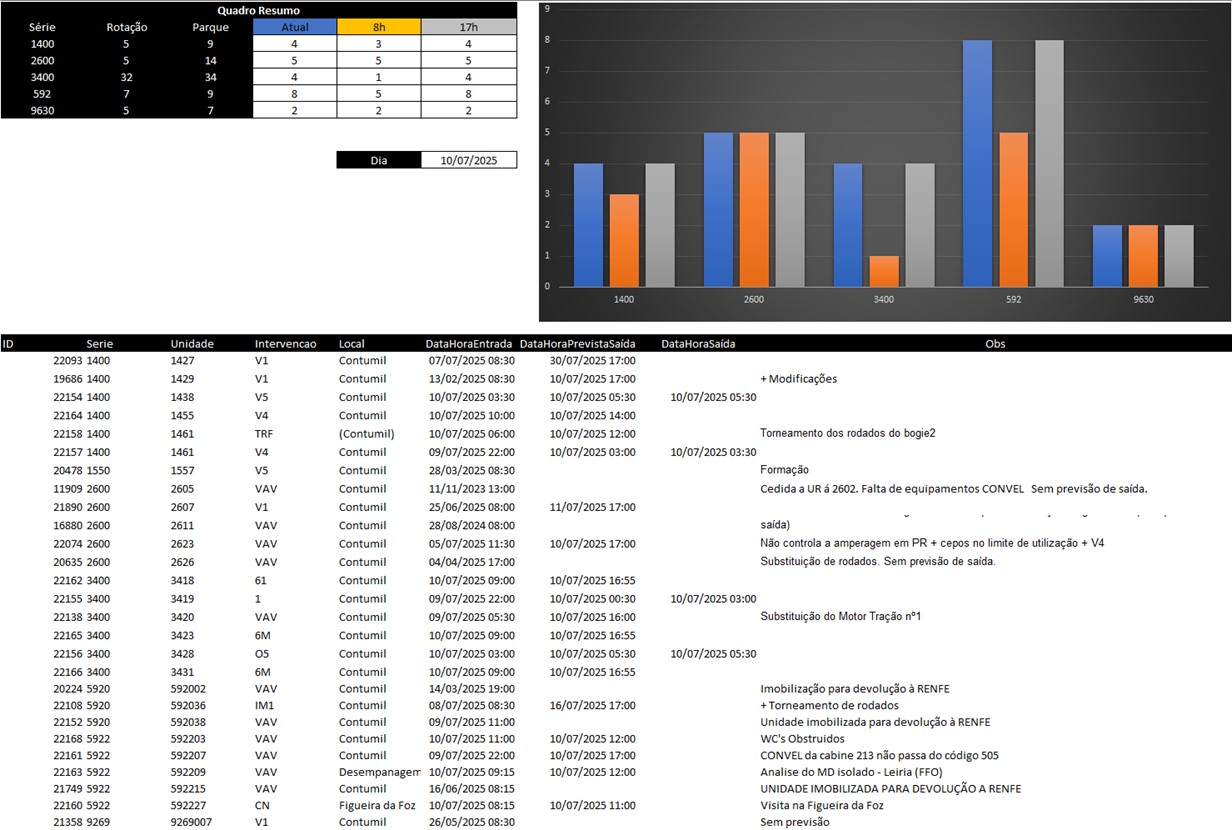 Quadro Resumo
Série Rotação Parque Atual 8h 17h
1400 5 9 4 3 4
2600 5 14 5 5 5
3400 32 34 4 1 4
592 7 9 8 5 8
9630 5 7 2 2 2
Dia 10/07/2025
9
8
7
6
5
4
3
2
1
0
1400 2600 3400 592 9630
ID Serie Unidade Intervencao Local DataHoraEntrada DataHoraPrevistaSaída DataHoraSaída Obs
22093 1400 1427 V1 Contumil 07/07/2025 08:30 30/07/2025 17:00
19686 1400 1429 V1 Contumil 13/02/2025 08:30 10/07/2025 17:00 + Modificações
22154 1400 1438 V5 Contumil 10/07/2025 03:30 10/07/2025 05:30 10/07/2025 05:30
22164 1400 1455 V4 Contumil 10/07/2025 10:00 10/07/2025 14:00
22158 1400 1461 TRF (Contumil) 10/07/2025 06:00 10/07/2025 12:00 Torneamento dos rodados do bogie2
22157 1400 1461 V4 Contumil 09/07/2025 22:00 10/07/2025 03:00 10/07/2025 03:30
20478 1550 1557 V5 Contumil 28/03/2025 08:30 Formação
11909 2600 2605 VAV Contumil 11/11/2023 13:00 Cedida a UR á 2602. Falta de equipamentos CONVEL Sem previsão de saída.
21890 2600 2607 V1 Contumil 25/06/2025 08:00 11/07/2025 17:00
16880 2600 2611 VAV Contumil 28/08/2024 08:00 saída)
22074 2600 2623 VAV Contumil 05/07/2025 11:30 10/07/2025 17:00 Não controla a amperagem em PR + cepos no limite de utilização + V4
20635 2600 2626 VAV Contumil 04/04/2025 17:00 Substituição de rodados. Sem previsão de saída.
22162 3400 3418 61 Contumil 10/07/2025 09:00 10/07/2025 16:55
22155 3400 3419 1 Contumil 09/07/2025 22:00 10/07/2025 00:30 10/07/2025 03:00
22138 3400 3420 VAV Contumil 09/07/2025 05:30 10/07/2025 16:00 Substituição do Motor Tração nº1
22165 3400 3423 6M Contumil 10/07/2025 09:00 10/07/2025 16:55
22156 3400 3428 O5 Contumil 10/07/2025 03:00 10/07/2025 05:30 10/07/2025 05:30
22166 3400 3431 6M Contumil 10/07/2025 09:00 10/07/2025 16:55
20224 5920 592002 VAV Contumil 14/03/2025 19:00 Imobilização para devolução à RENFE
22108 5920 592036 IM1 Contumil 08/07/2025 08:30 16/07/2025 17:00 + Torneamento de rodados
22152 5920 592038 VAV Contumil 09/07/2025 11:00 Unidade imobilizada para devolução à RENFE
22168 5922 592203 VAV Contumil 10/07/2025 11:00 10/07/2025 12:00 WC's Obstruidos
22161 5922 592207 VAV Contumil 09/07/2025 22:00 10/07/2025 17:00 CONVEL da cabine 213 não passa do código 505
22163 5922 592209 VAV Desempanagem 10/07/2025 09:15 10/07/2025 12:00 Analise do MD isolado - Leiria (FFO)
21749 5922 592215 VAV Contumil 16/06/2025 08:15 UNIDADE IMOBILIZADA PARA DEVOLUÇÃO A RENFE
22160 5922 592227 CN Figueira da Foz 10/07/2025 08:15 10/07/2025 11:00 Visita na Figueira da Foz
21358 9269 9269007 V1 Contumil 26/05/2025 08:30 Sem previsão